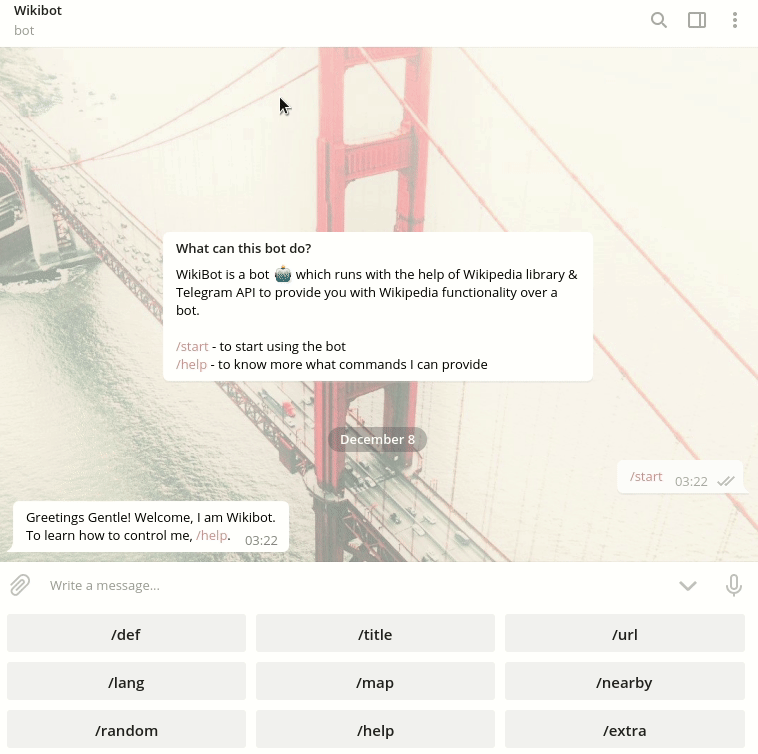 Wikibot
bot
What can this bot do?
WikiBot is a bot 🤖 which runs with the help of Wikipedia library &
Telegram API to provide you with Wikipedia functionality over a
bot.
/start - to start using the bot
/help - to know more what commands I can provide
December 8
/start 03:22
Greetings Gentle! Welcome, I am Wikibot.
To learn how to control me, /help. 03:22
Write a message...
/def /title /url
/lang /map /nearby
/random /help /extra